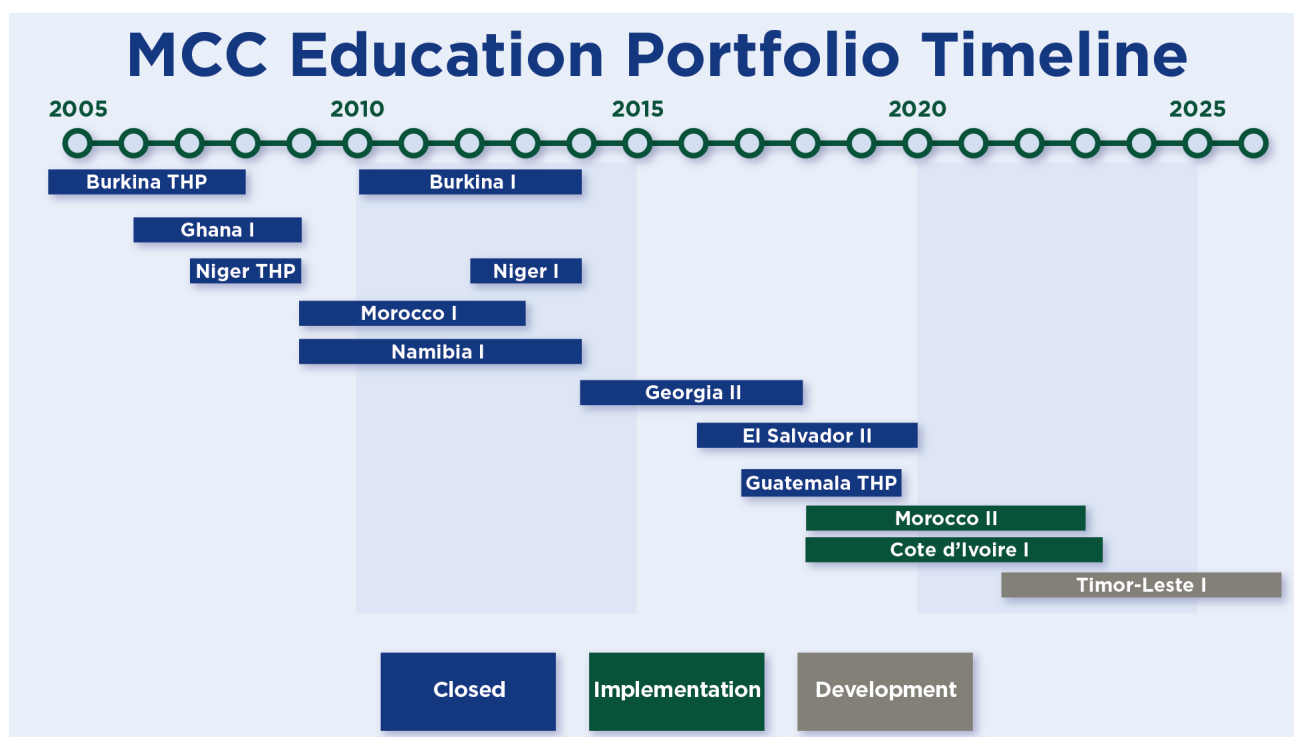 MCC Education Portfolio Timeline
2005 2010 2015 2020 2025
Burkina THP Burkina I
Ghana I
Niger THP Niger I
Morocco I
Namibia I
Georgia II
El Salvador II
Guatemala THP
Morocco II
Cote d’Ivoire I
Timor-Leste I
Closed Implementation Development